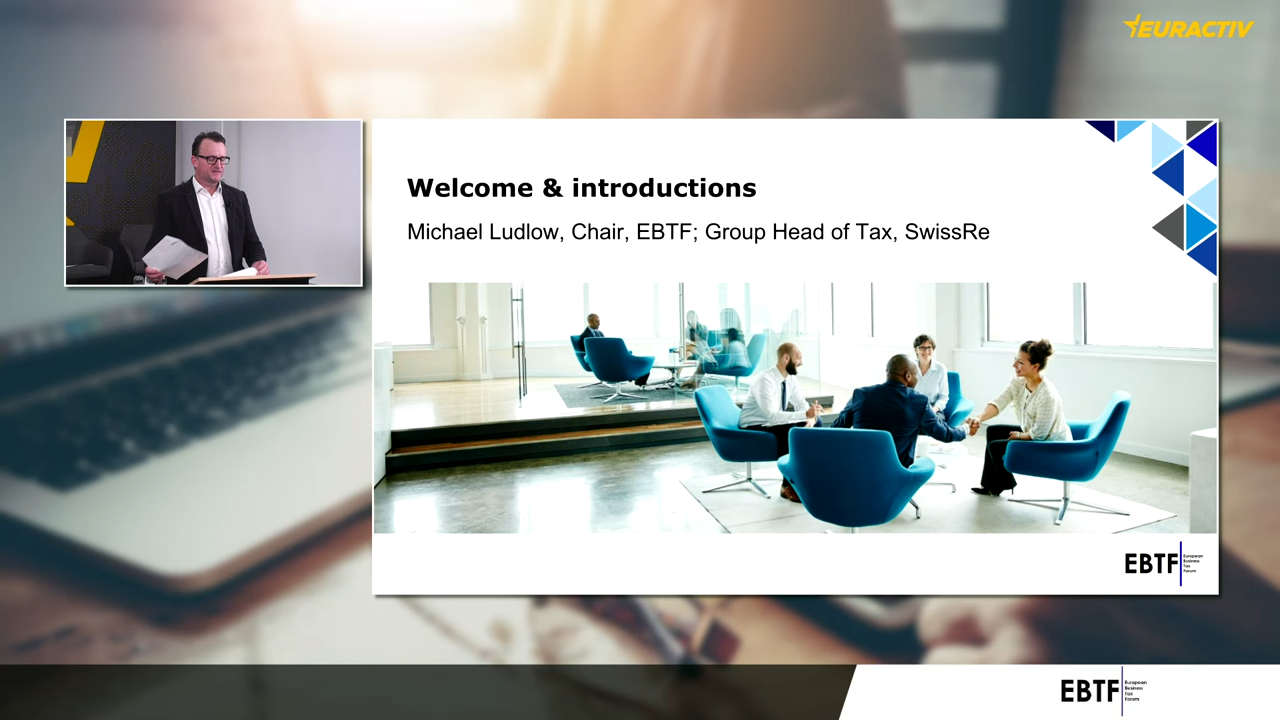 EURACTIV
Welcome & introductions
Michael Ludlow, Chair, EBTF; Group Head of Tax, SwissRe
EBTF
European
Business
Tax
Forum
EBTF
European
Business
Tax
Forum